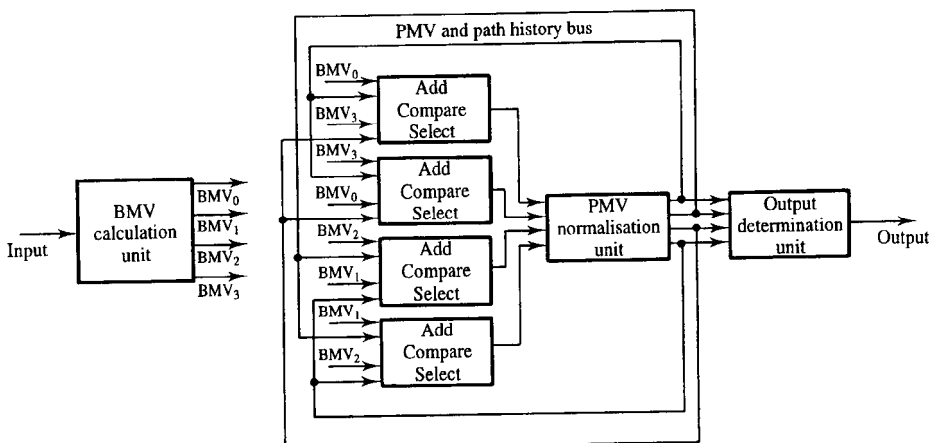 PMV and path history bus
BMV₀
Add
Compare
Select
BMV₃
BMV₃
Add
Compare
Select
BMV₀
BMV₂
Add
Compare
Select
BMV₁
BMV₁
Add
Compare
Select
BMV₂
Input
BMV
calculation
unit
BMV₀
BMV₁
BMV₂
BMV₃
PMV
normalisation
unit
Output
determination
unit
Output